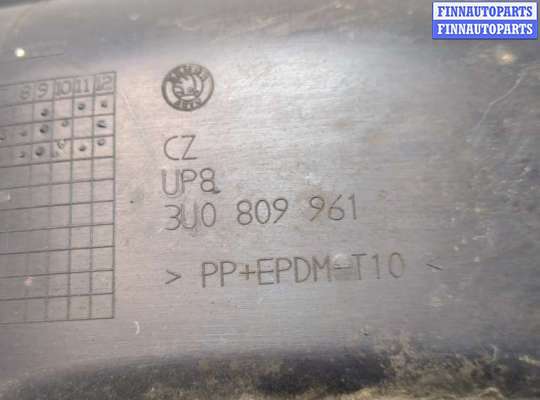 FINNAUTOPARTS
FINNAUTOPARTS
8 9 10 11 12
CZ
UP8
3U0 809 961
> PP+EPDM-T10 <